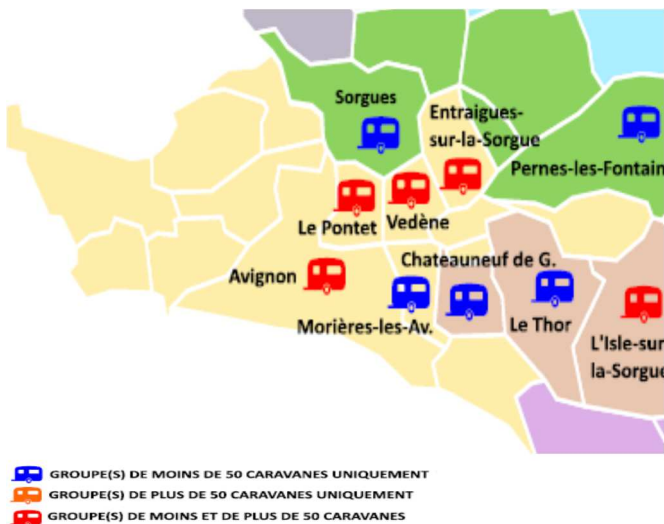 Sorgues
Entraigues-
sur-la-Sorgue
Pernes-les-Fontain
Le Pontet
Vedène
Chateauneuf de G.
Avignon
Morières-les-Av.
Le Thor
L'Isle-sur
la-Sorgue
GROUPE(S) DE MOINS DE 50 CARAVANES UNIQUEMENT
GROUPE(S) DE PLUS DE 50 CARAVANES UNIQUEMENT
GROUPE(S) DE MOINS ET DE PLUS DE 50 CARAVANES